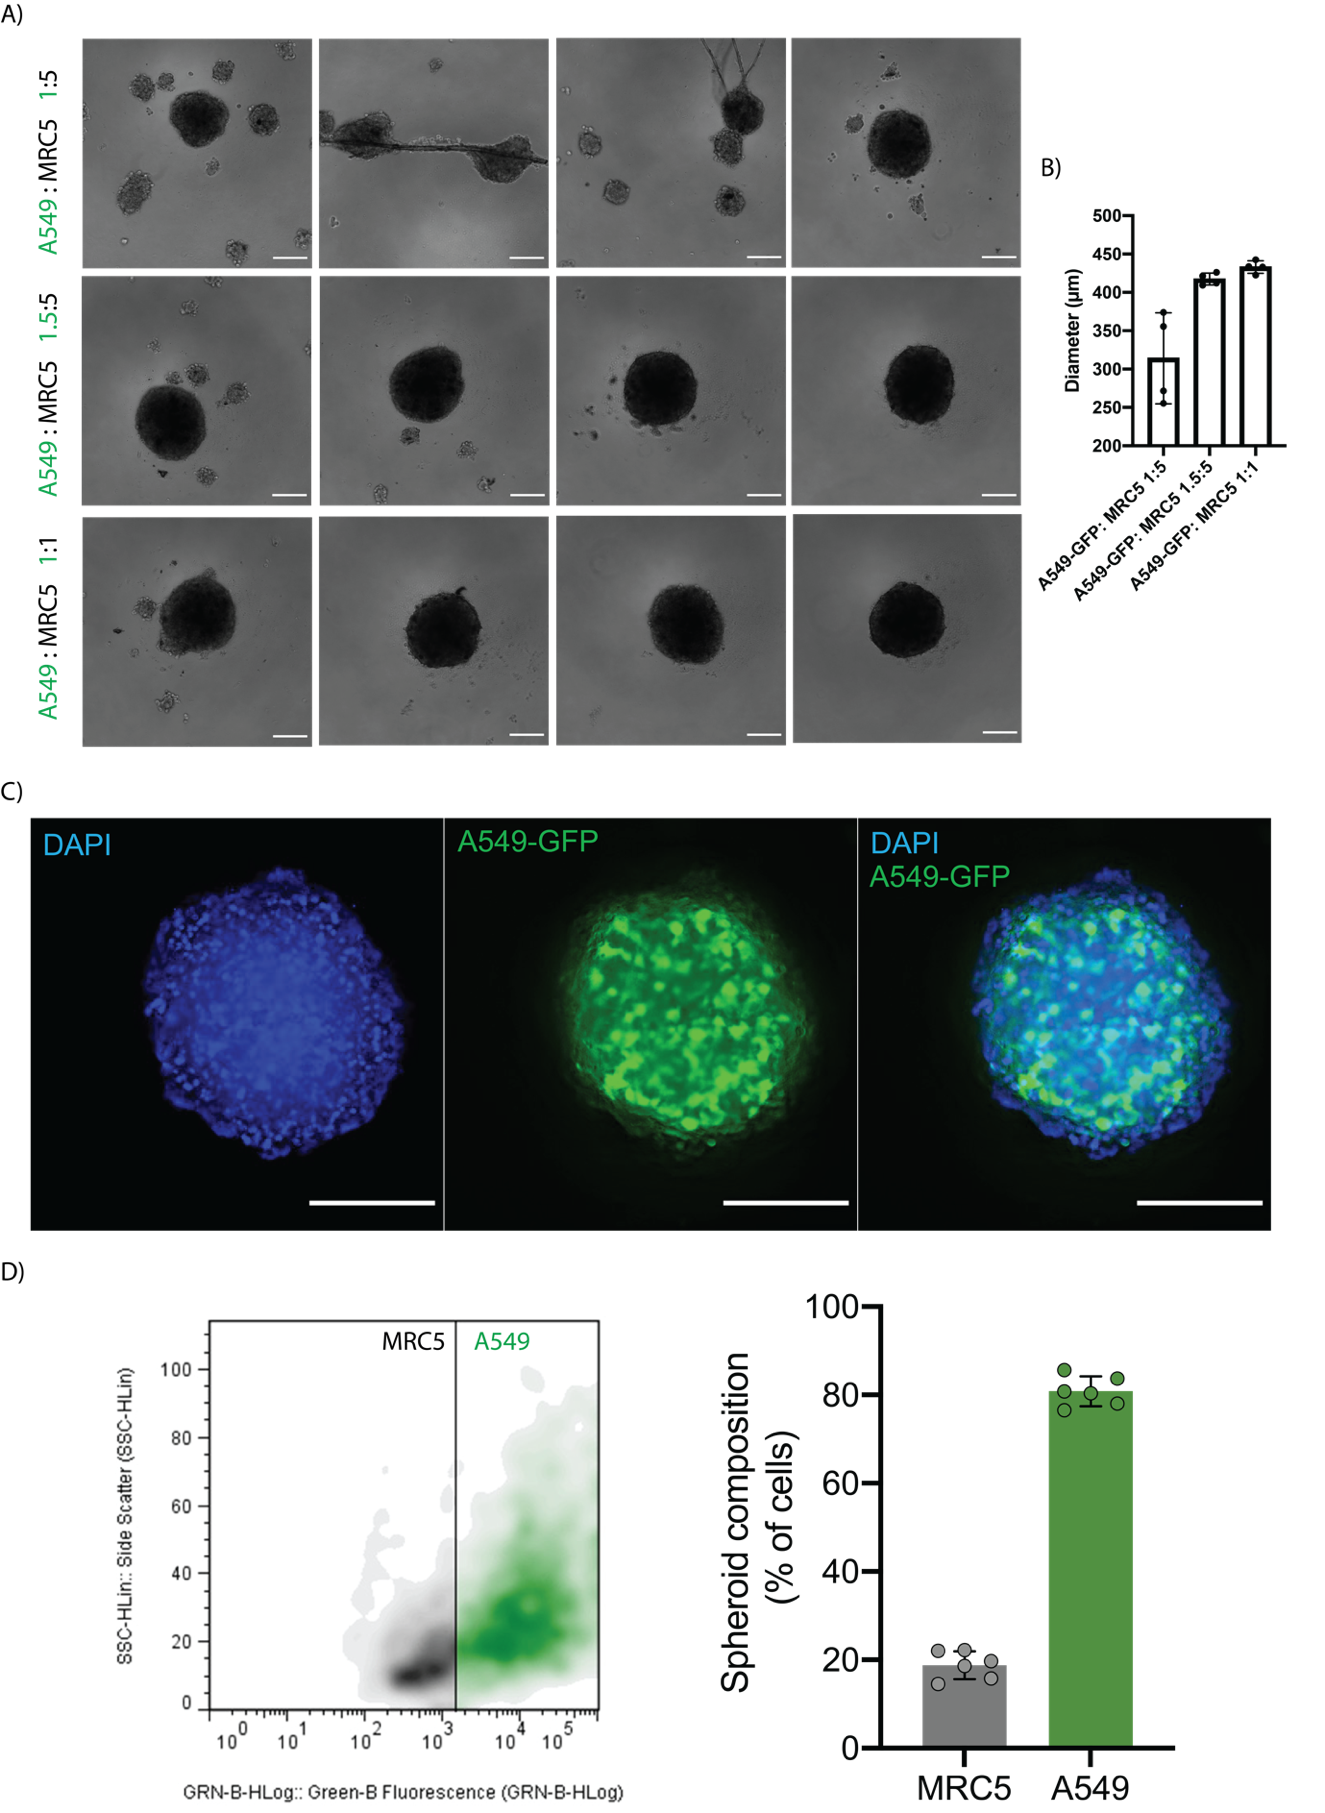 A)
A549 : MRC5 1:5
A549 : MRC5 1.5:5
A549 : MRC5 1:1
B)
Diameter (µm)
500
450
400
350
300
250
200
A549-GFP: MRC5 1:5
A549-GFP: MRC5 1.5:5
A549-GFP: MRC5 1:1
C)
DAPI
A549-GFP
DAPI
A549-GFP
D)
MRC5
A549
SSC-HLin:: Side Scatter (SSC-HLin)
100
80
60
40
20
0
10^0 10^1 10^2 10^3 10^4 10^5
GRN-B-HLog:: Green-B Fluorescence (GRN-B-HLog)
Spheroid composition
(% of cells)
100
80
60
40
20
0
MRC5 A549